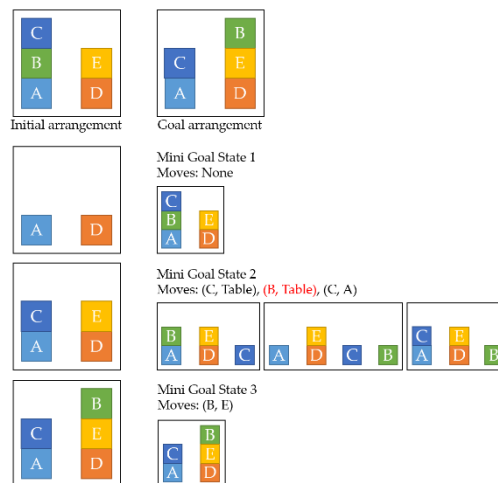 C B
B E C E
A D A D
Initial arrangement Goal arrangement
Mini Goal State 1
Moves: None
C
B E
A D A D
Mini Goal State 2
Moves: (C, Table), (B, Table), (C, A)
C E B E E C E
A D A D C A D C B A D B
Mini Goal State 3
Moves: (B, E)
B B
C E C E
A D A D